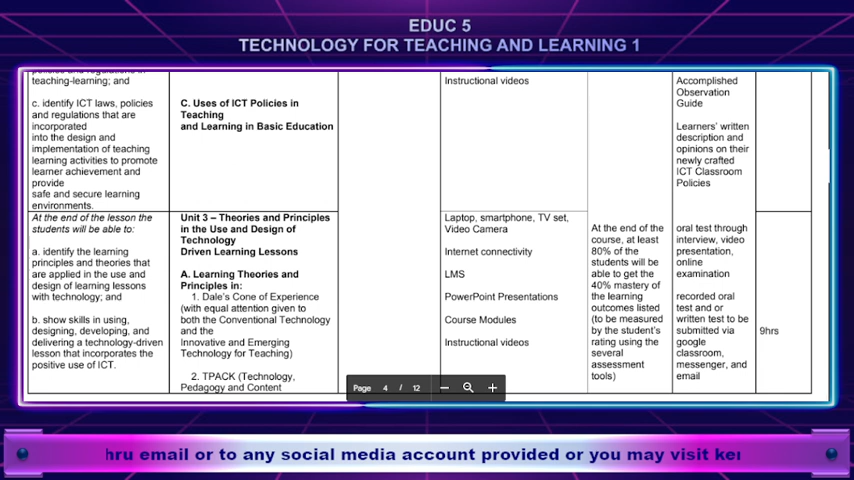 EDUC 5
TECHNOLOGY FOR TEACHING AND LEARNING 1
policies and regulations in
teaching-learning; and
c. identify ICT laws, policies
and regulations that are
incorporated
into the design and
implementation of teaching
learning activities to promote
learner achievement and
provide
safe and secure learning
environments.
C. Uses of ICT Policies in
Teaching
and Learning in Basic Education
Instructional videos
Accomplished
Observation
Guide
Learners' written
description and
opinions on their
newly crafted
ICT Classroom
Policies
At the end of the lesson the
students will be able to:
a. identify the learning
principles and theories that
are applied in the use and
design of learning lessons
with technology; and
b. show skills in using,
designing, developing, and
delivering a technology-driven
lesson that incorporates the
positive use of ICT.
Unit 3 – Theories and Principles
in the Use and Design of
Technology
Driven Learning Lessons
A. Learning Theories and
Principles in:
1. Dale's Cone of Experience
(with equal attention given to
both the Conventional Technology
and the
Innovative and Emerging
Technology for Teaching)
2. TPACK (Technology,
Pedagogy and Content
Laptop, smartphone, TV set,
Video Camera
Internet connectivity
LMS
PowerPoint Presentations
Course Modules
Instructional videos
At the end of the
course, at least
80% of the
students will be
able to get the
40% mastery of
the learning
outcomes listed
(to be measured
by the student's
rating using the
several
assessment
tools)
oral test through
interview, video
presentation,
online
examination
recorded oral
test and or
written test to be
submitted via
google
classroom,
messenger, and
email
9hrs
Page 4 / 12
hru email or to any social media account provided or you may visit ker